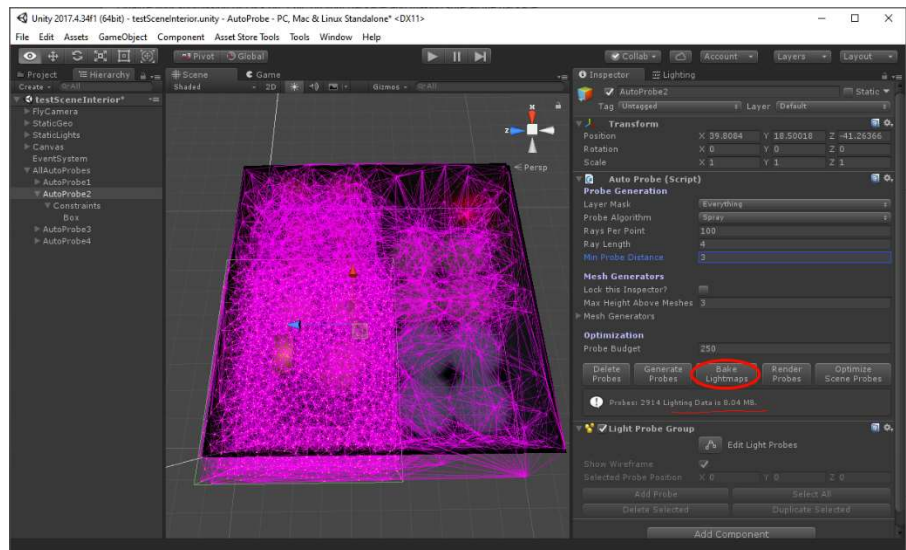 Unity 2017.4.34f1 (64bit) - testSceneInterior.unity - AutoProbe - PC, Mac & Linux Standalone* <DX11>
File Edit Assets GameObject Component Asset Store Tools Tools Window Help
Pivot Global Collab Account Layers Layout
Project Hierarchy
Create All
testSceneInterior*
FlyCamera
StaticGeo
StaticLights
Canvas
EventSystem
AllAutoProbes
AutoProbe1
AutoProbe2
Constraints
Box
AutoProbe3
AutoProbe4
Scene Game
Shaded 2D Gizmos All
x
z
Persp
Inspector Lighting
AutoProbe2 Static
Tag Untagged Layer Default
Transform
Position X 39.8084 Y 18.50018 Z -41.26366
Rotation X 0 Y 0 Z 0
Scale X 1 Y 1 Z 1
Auto Probe (Script)
Probe Generation
Layer Mask Everything
Probe Algorithm Spray
Rays Per Point 100
Ray Length 4
Min Probe Distance 3
Mesh Generators
Lock this Inspector?
Max Height Above Meshes 3
Mesh Generators
Optimization
Probe Budget 250
Delete Probes Generate Probes Bake Lightmaps Render Probes Optimize Scene Probes
Probes: 2914 Lighting Data is 8.04 MB.
Light Probe Group
Edit Light Probes
Show Wireframe
Selected Probe Position X 0 Y 0 Z 0
Add Probe Select All
Delete Selected Duplicate Selected
Add Component